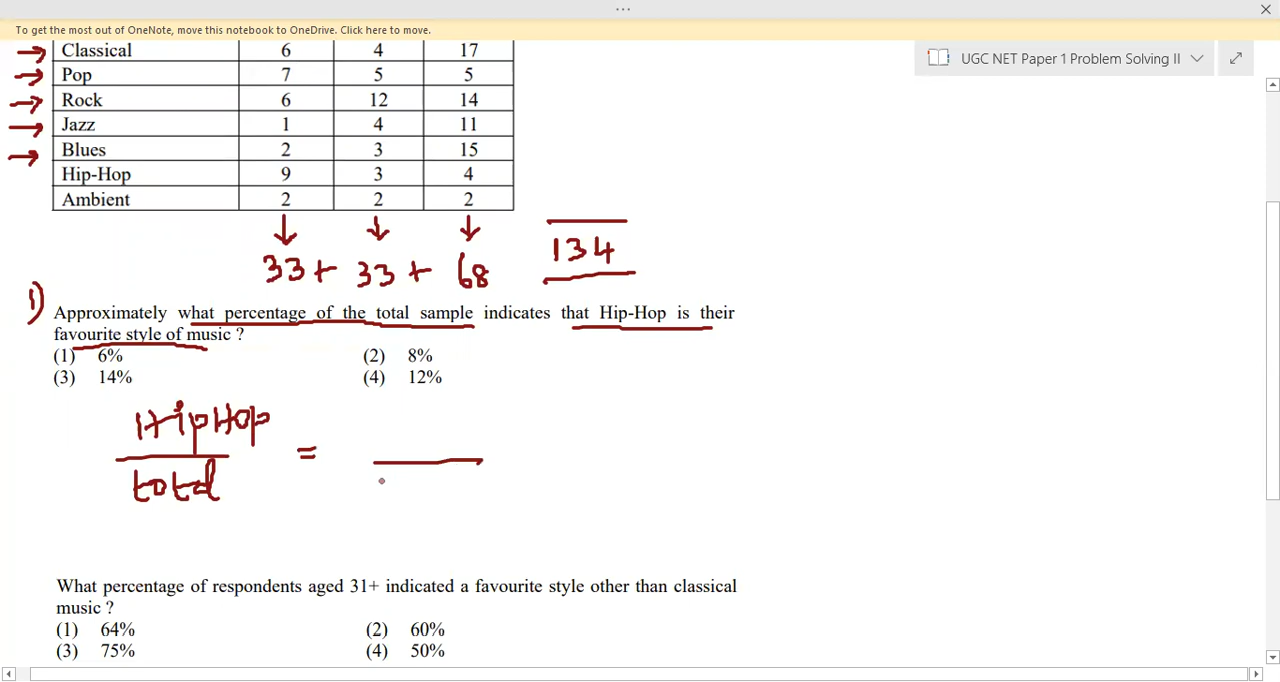 To get the most out of OneNote, move this notebook to OneDrive. Click here to move.
UGC NET Paper 1 Problem Solving II
Classical 6 4 17
Pop 7 5 5
Rock 6 12 14
Jazz 1 4 11
Blues 2 3 15
Hip-Hop 9 3 4
Ambient 2 2 2
33 + 33 + 68 134
1)
Approximately what percentage of the total sample indicates that Hip-Hop is their
favourite style of music ?
(1) 6% (2) 8%
(3) 14% (4) 12%
HipHop
=
total
What percentage of respondents aged 31+ indicated a favourite style other than classical
music ?
(1) 64% (2) 60%
(3) 75% (4) 50%